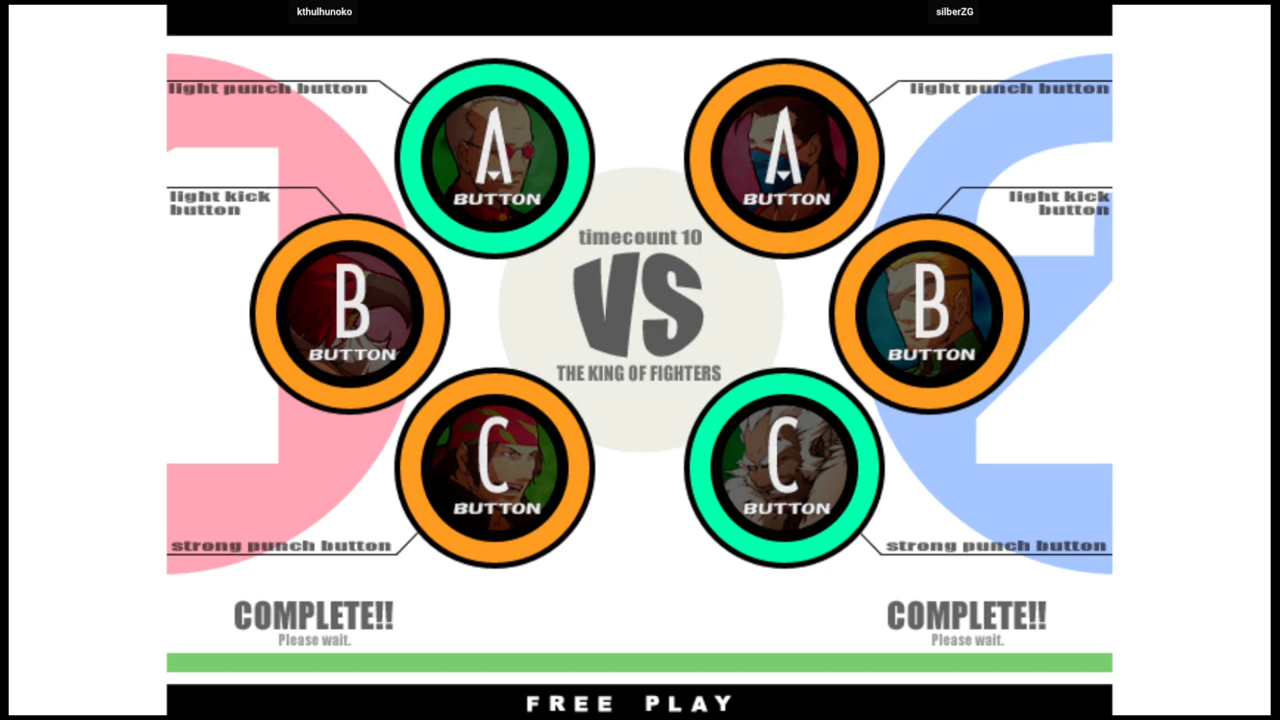 kthulhunoko
silberZG
light punch button
light punch button
A
BUTTON
A
BUTTON
light kick
button
light kick
button
timecount 10
VS
THE KING OF FIGHTERS
B
BUTTON
B
BUTTON
C
BUTTON
C
BUTTON
strong punch button
strong punch button
COMPLETE!!
Please wait.
COMPLETE!!
Please wait.
FREE PLAY